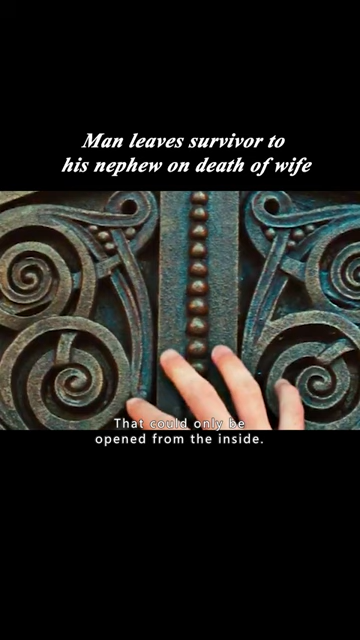 Man leaves survivor to
his nephew on death of wife
That could only be
opened from the inside.